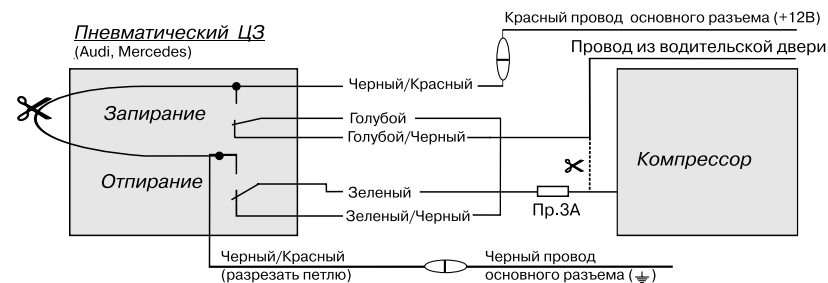 Красный провод основного разъема (+12В)
Пневматический ЦЗ
(Audi, Mercedes)
Провод из водительской двери
Черный/Красный
Запирание
Голубой
Голубой/Черный
Компрессор
Отпирание
Зеленый
Пр.3А
Зеленый/Черный
Черный/Красный
(разрезать петлю)
Черный провод
основного разъема ( )